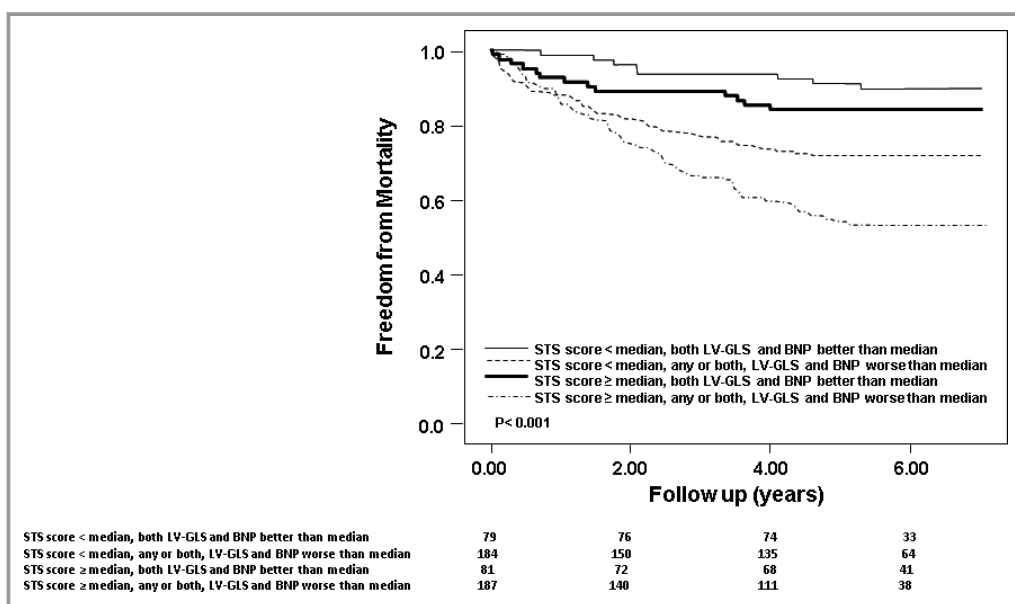 1.0
0.8
0.6
0.4
0.2
0.0
Freedom from Mortality
STS score < median, both LV-GLS and BNP better than median
STS score < median, any or both, LV-GLS and BNP worse than median
STS score ≥ median, both LV-GLS and BNP better than median
STS score ≥ median, any or both, LV-GLS and BNP worse than median
P< 0.001
0.00 2.00 4.00 6.00
Follow up (years)
STS score < median, both LV-GLS and BNP better than median 79 76 74 33
STS score < median, any or both, LV-GLS and BNP worse than median 184 150 135 64
STS score ≥ median, both LV-GLS and BNP better than median 81 72 68 41
STS score ≥ median, any or both, LV-GLS and BNP worse than median 187 140 111 38